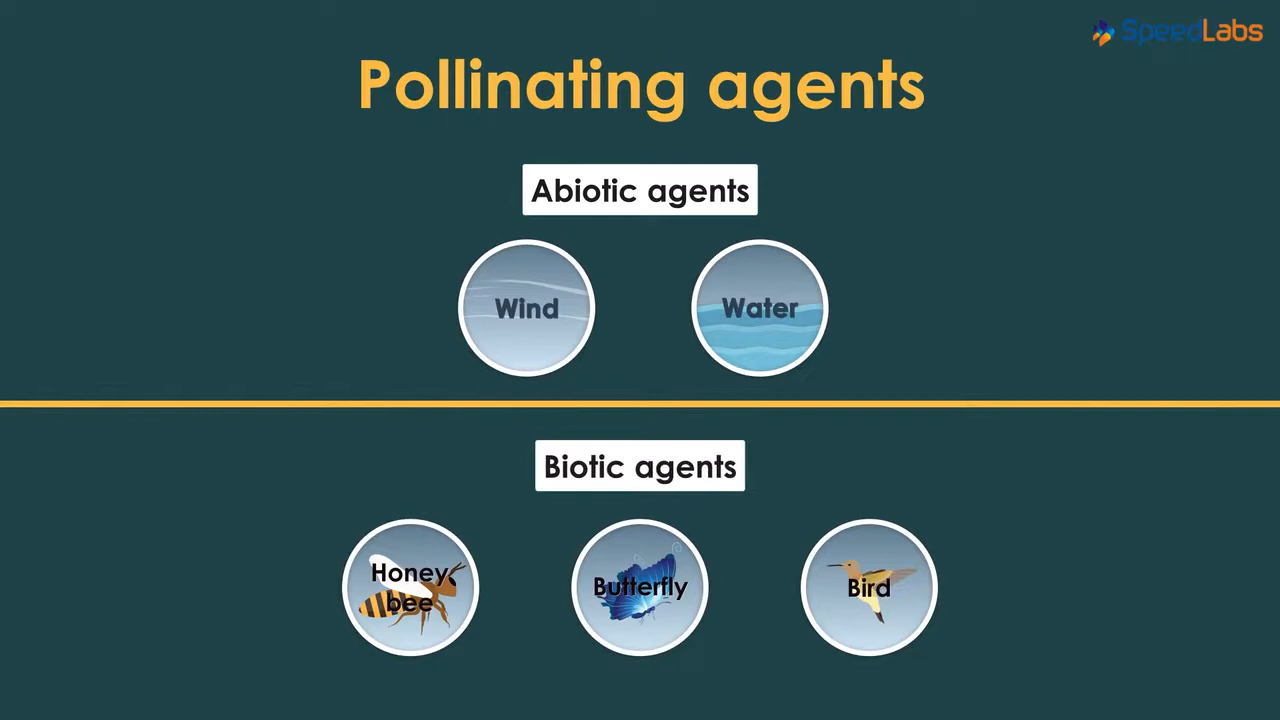 SpeedLabs
Pollinating agents
Abiotic agents
Wind
Water
Biotic agents
Honey
bee
Butterfly
Bird